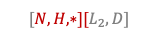 [N, H,*][L₂, D]